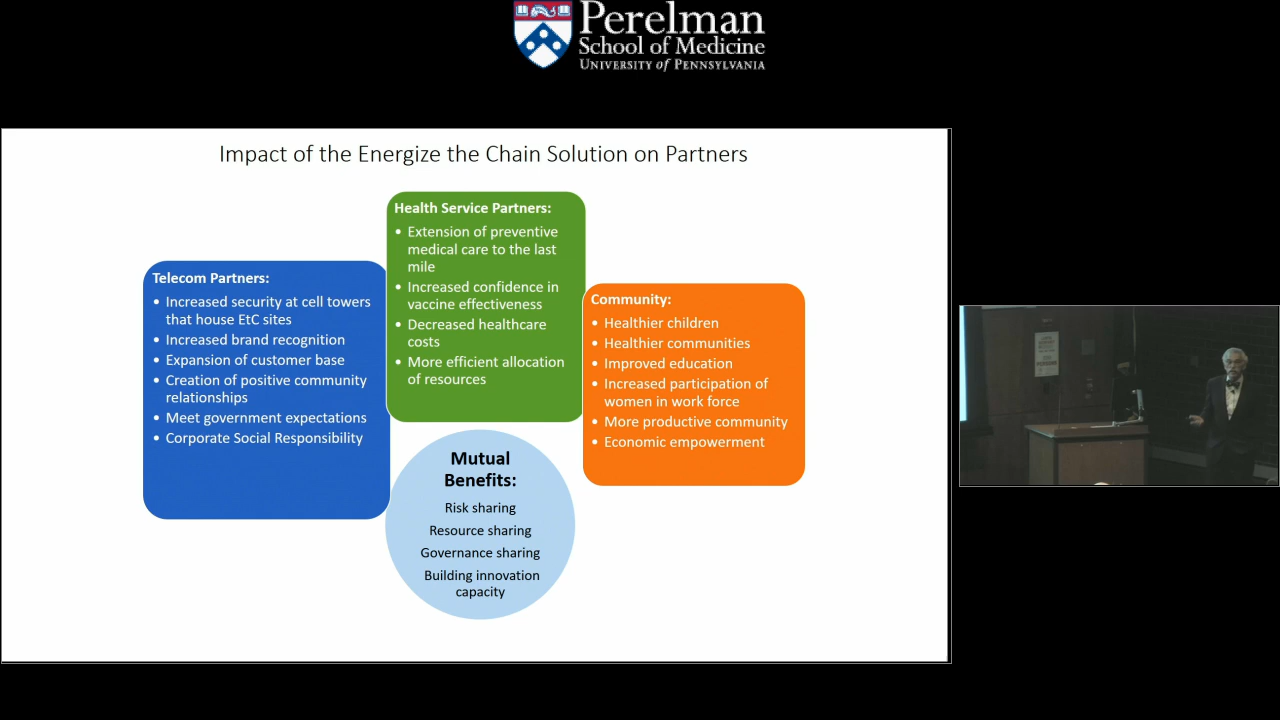 Perelman
School of Medicine
UNIVERSITY of PENNSYLVANIA
Impact of the Energize the Chain Solution on Partners
Health Service Partners:
• Extension of preventive
medical care to the last
mile
• Increased confidence in
vaccine effectiveness
• Decreased healthcare
costs
• More efficient allocation
of resources
Telecom Partners:
• Increased security at cell towers
that house EtC sites
• Increased brand recognition
• Expansion of customer base
• Creation of positive community
relationships
• Meet government expectations
• Corporate Social Responsibility
Community:
• Healthier children
• Healthier communities
• Improved education
• Increased participation of
women in work force
• More productive community
• Economic empowerment
Mutual
Benefits:
Risk sharing
Resource sharing
Governance sharing
Building innovation
capacity